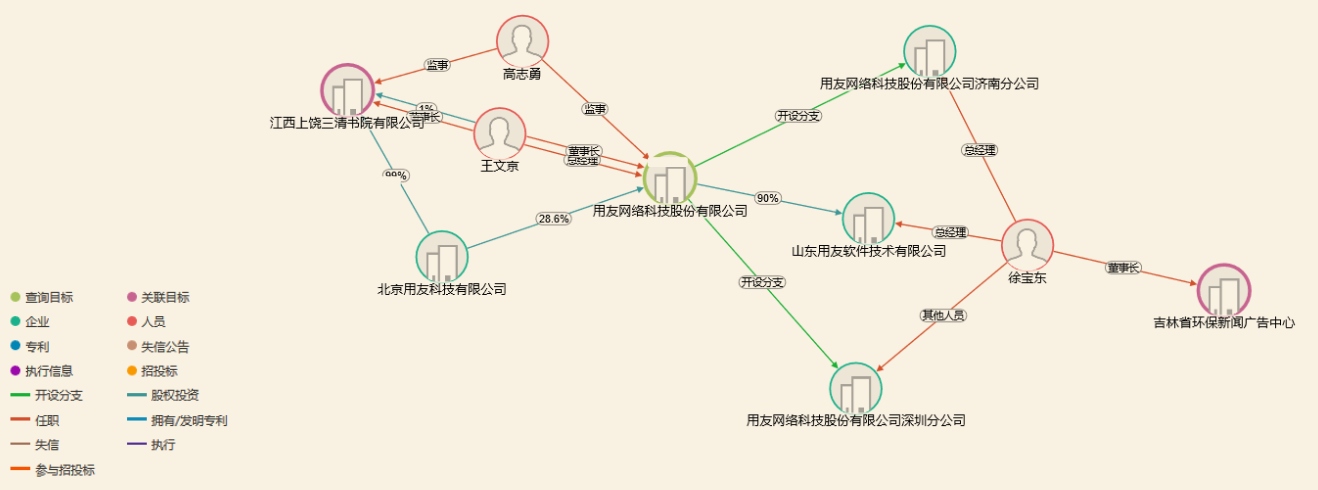 高志勇
监事
监事
江西上饶三清书院有限公司
1%
董事长
王文京
董事长
总经理
99%
28.6%
北京用友科技有限公司
用友网络科技股份有限公司
开设分支
用友网络科技股份有限公司济南分公司
总经理
90%
山东用友软件技术有限公司
总经理
徐宝东
董事长
吉林省环保新闻广告中心
开设分支
其他人员
用友网络科技股份有限公司深圳分公司
查询目标
关联目标
企业
人员
专利
失信公告
执行信息
招投标
开设分支
股权投资
任职
拥有/发明专利
失信
执行
参与招投标